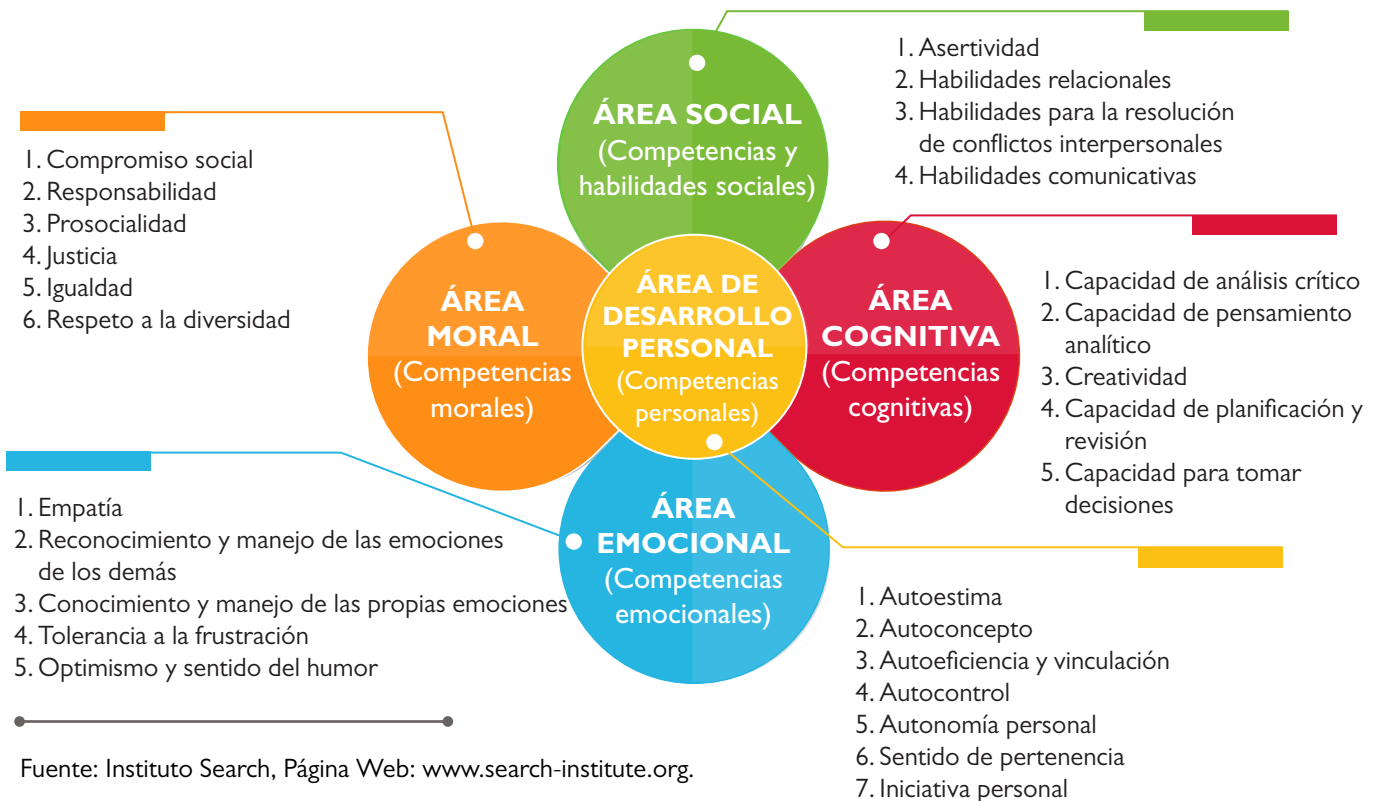 ÁREA SOCIAL
(Competencias y
habilidades sociales)
1. Asertividad
2. Habilidades relacionales
3. Habilidades para la resolución
de conflictos interpersonales
4. Habilidades comunicativas
1. Compromiso social
2. Responsabilidad
3. Prosocialidad
4. Justicia
5. Igualdad
6. Respeto a la diversidad
ÁREA
MORAL
(Competencias
morales)
ÁREA DE
DESARROLLO
PERSONAL
(Competencias
personales)
ÁREA
COGNITIVA
(Competencias
cognitivas)
1. Capacidad de análisis crítico
2. Capacidad de pensamiento
analítico
3. Creatividad
4. Capacidad de planificación y
revisión
5. Capacidad para tomar
decisiones
1. Empatía
2. Reconocimiento y manejo de las emociones
de los demás
3. Conocimiento y manejo de las propias emociones
4. Tolerancia a la frustración
5. Optimismo y sentido del humor
ÁREA
EMOCIONAL
(Competencias
emocionales)
1. Autoestima
2. Autoconcepto
3. Autoeficiencia y vinculación
4. Autocontrol
5. Autonomía personal
6. Sentido de pertenencia
7. Iniciativa personal
Fuente: Instituto Search, Página Web: www.search-institute.org.